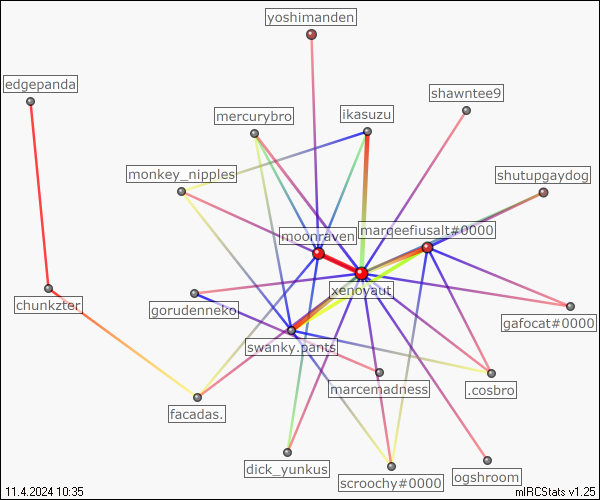 yoshimanden
edgepanda
shawntee9
mercurybro
ikasuzu
monkey_nipples
shutupgaydog
moonraven
marqeefiusalt#0000
xenoyaut
chunkzter
gorudenneko
gafocat#0000
swanky.pants
marcemadness
.cosbro
facadas.
dick_yunkus
scroochy#0000
ogshroom
11.4.2024 10:35
mIRCStats v1.25